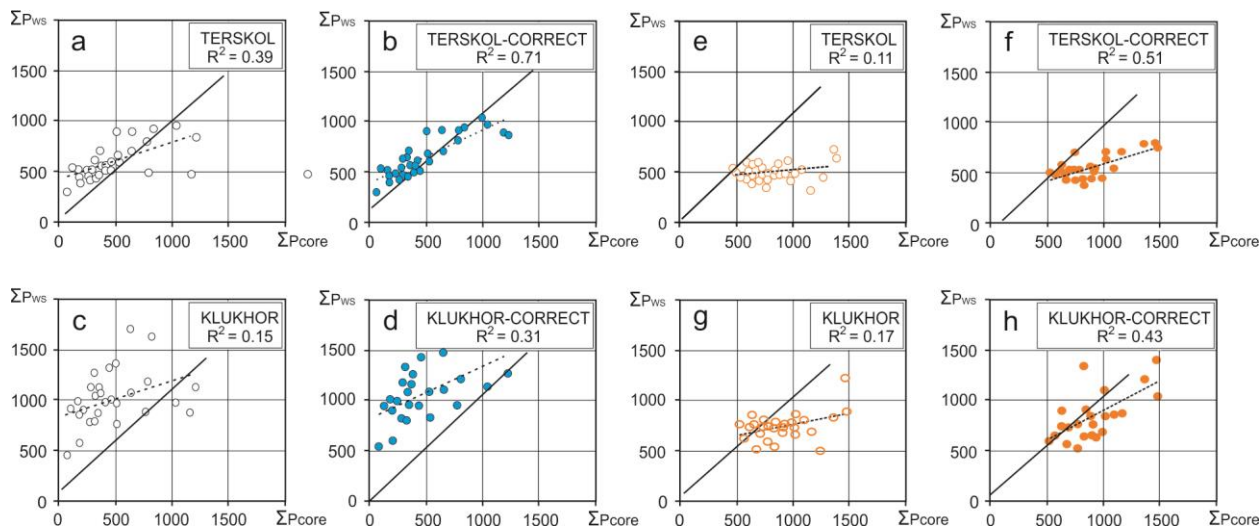 ΣPws
a
TERSKOL
R² = 0.39
1500
1000
500
0
0 500 1000 1500 ΣPcore
ΣPws
b
TERSKOL-CORRECT
R² = 0.71
1500
1000
500
0
0 500 1000 1500 ΣPcore
ΣPws
e
TERSKOL
R² = 0.11
1500
1000
500
0
0 500 1000 1500 ΣPcore
ΣPws
f
TERSKOL-CORRECT
R² = 0.51
1500
1000
500
0
0 500 1000 1500 ΣPcore
ΣPws
c
KLUKHOR
R² = 0.15
1500
1000
500
0
0 500 1000 1500 ΣPcore
ΣPws
d
KLUKHOR-CORRECT
R² = 0.31
1500
1000
500
0
0 500 1000 1500 ΣPcore
ΣPws
g
KLUKHOR
R² = 0.17
1500
1000
500
0
0 500 1000 1500 ΣPcore
ΣPws
h
KLUKHOR-CORRECT
R² = 0.43
1500
1000
500
0
0 500 1000 1500 ΣPcore